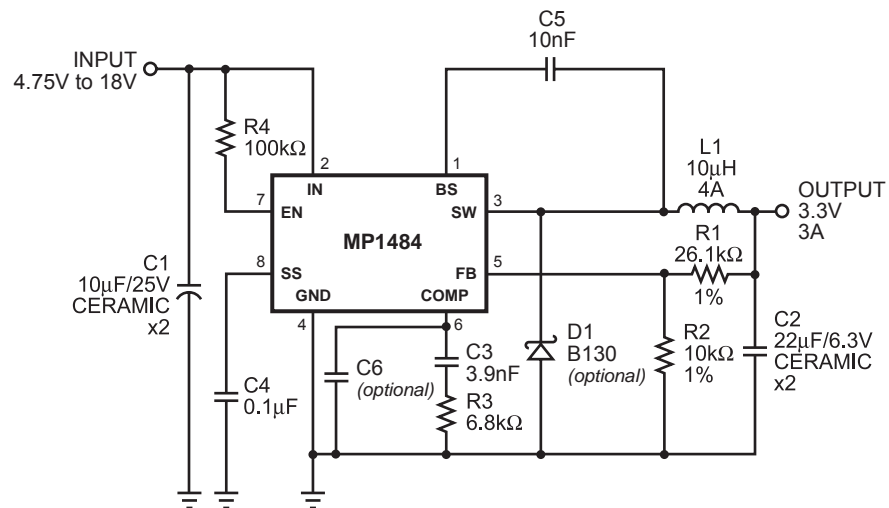 C5
10nF
INPUT
4.75V to 18V
R4
100kΩ
2
1
IN
BS
L1
10µH
4A
OUTPUT
3.3V
3A
7
EN
SW
3
MP1484
R1
26.1kΩ
1%
C1
10µF/25V
CERAMIC
x2
8
SS
FB
5
GND
COMP
4
6
D1
B130
(optional)
R2
10kΩ
1%
C2
22µF/6.3V
CERAMIC
x2
C3
3.9nF
C6
(optional)
C4
0.1µF
R3
6.8kΩ